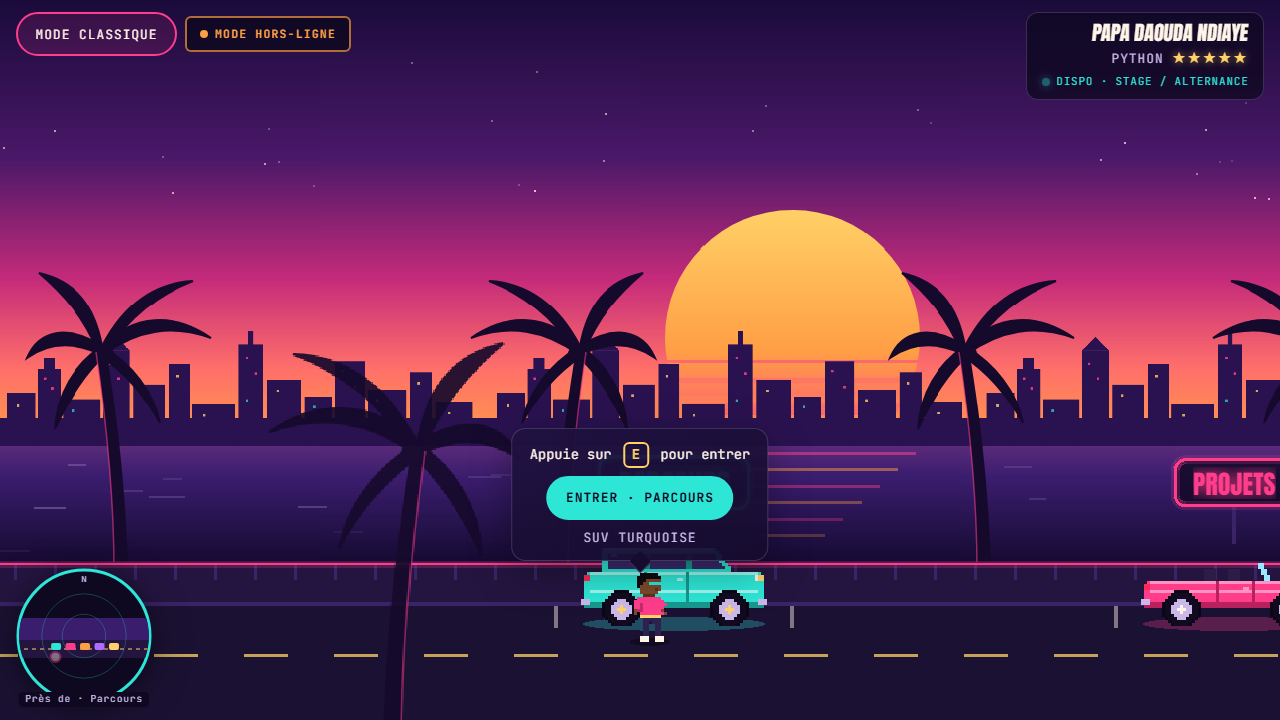 MODE CLASSIQUE
MODE HORS-LIGNE
PAPA DAOUDA NDIAYE
PYTHON ★★★★★
DISPO · STAGE / ALTERNANCE
Appuie sur E pour entrer
ENTRER · PARCOURS
SUV TURQUOISE
PROJETS
N
Près de · Parcours